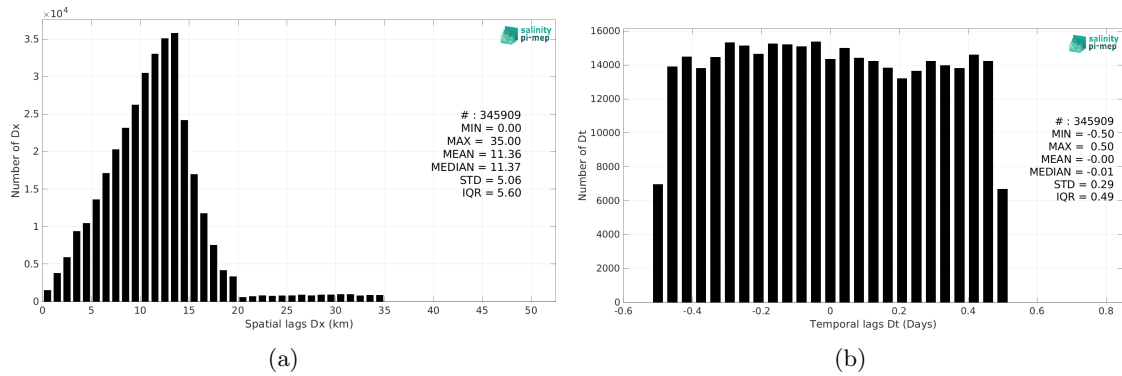 ×10⁴
3.5
3
2.5
2
1.5
1
0.5
0
0 5 10 15 20 25 30 35 40 45 50
Number of Dx
Spatial lags Dx (km)
salinity
pi-mep
# : 345909
MIN = 0.00
MAX = 35.00
MEAN = 11.36
MEDIAN = 11.37
STD = 5.06
IQR = 5.60
(a)
16000
14000
12000
10000
8000
6000
4000
2000
0
-0.6 -0.4 -0.2 0 0.2 0.4 0.6 0.8
Number of Dt
Temporal lags Dt (Days)
salinity
pi-mep
# : 345909
MIN = -0.50
MAX = 0.50
MEAN = -0.00
MEDIAN = -0.01
STD = 0.29
IQR = 0.49
(b)